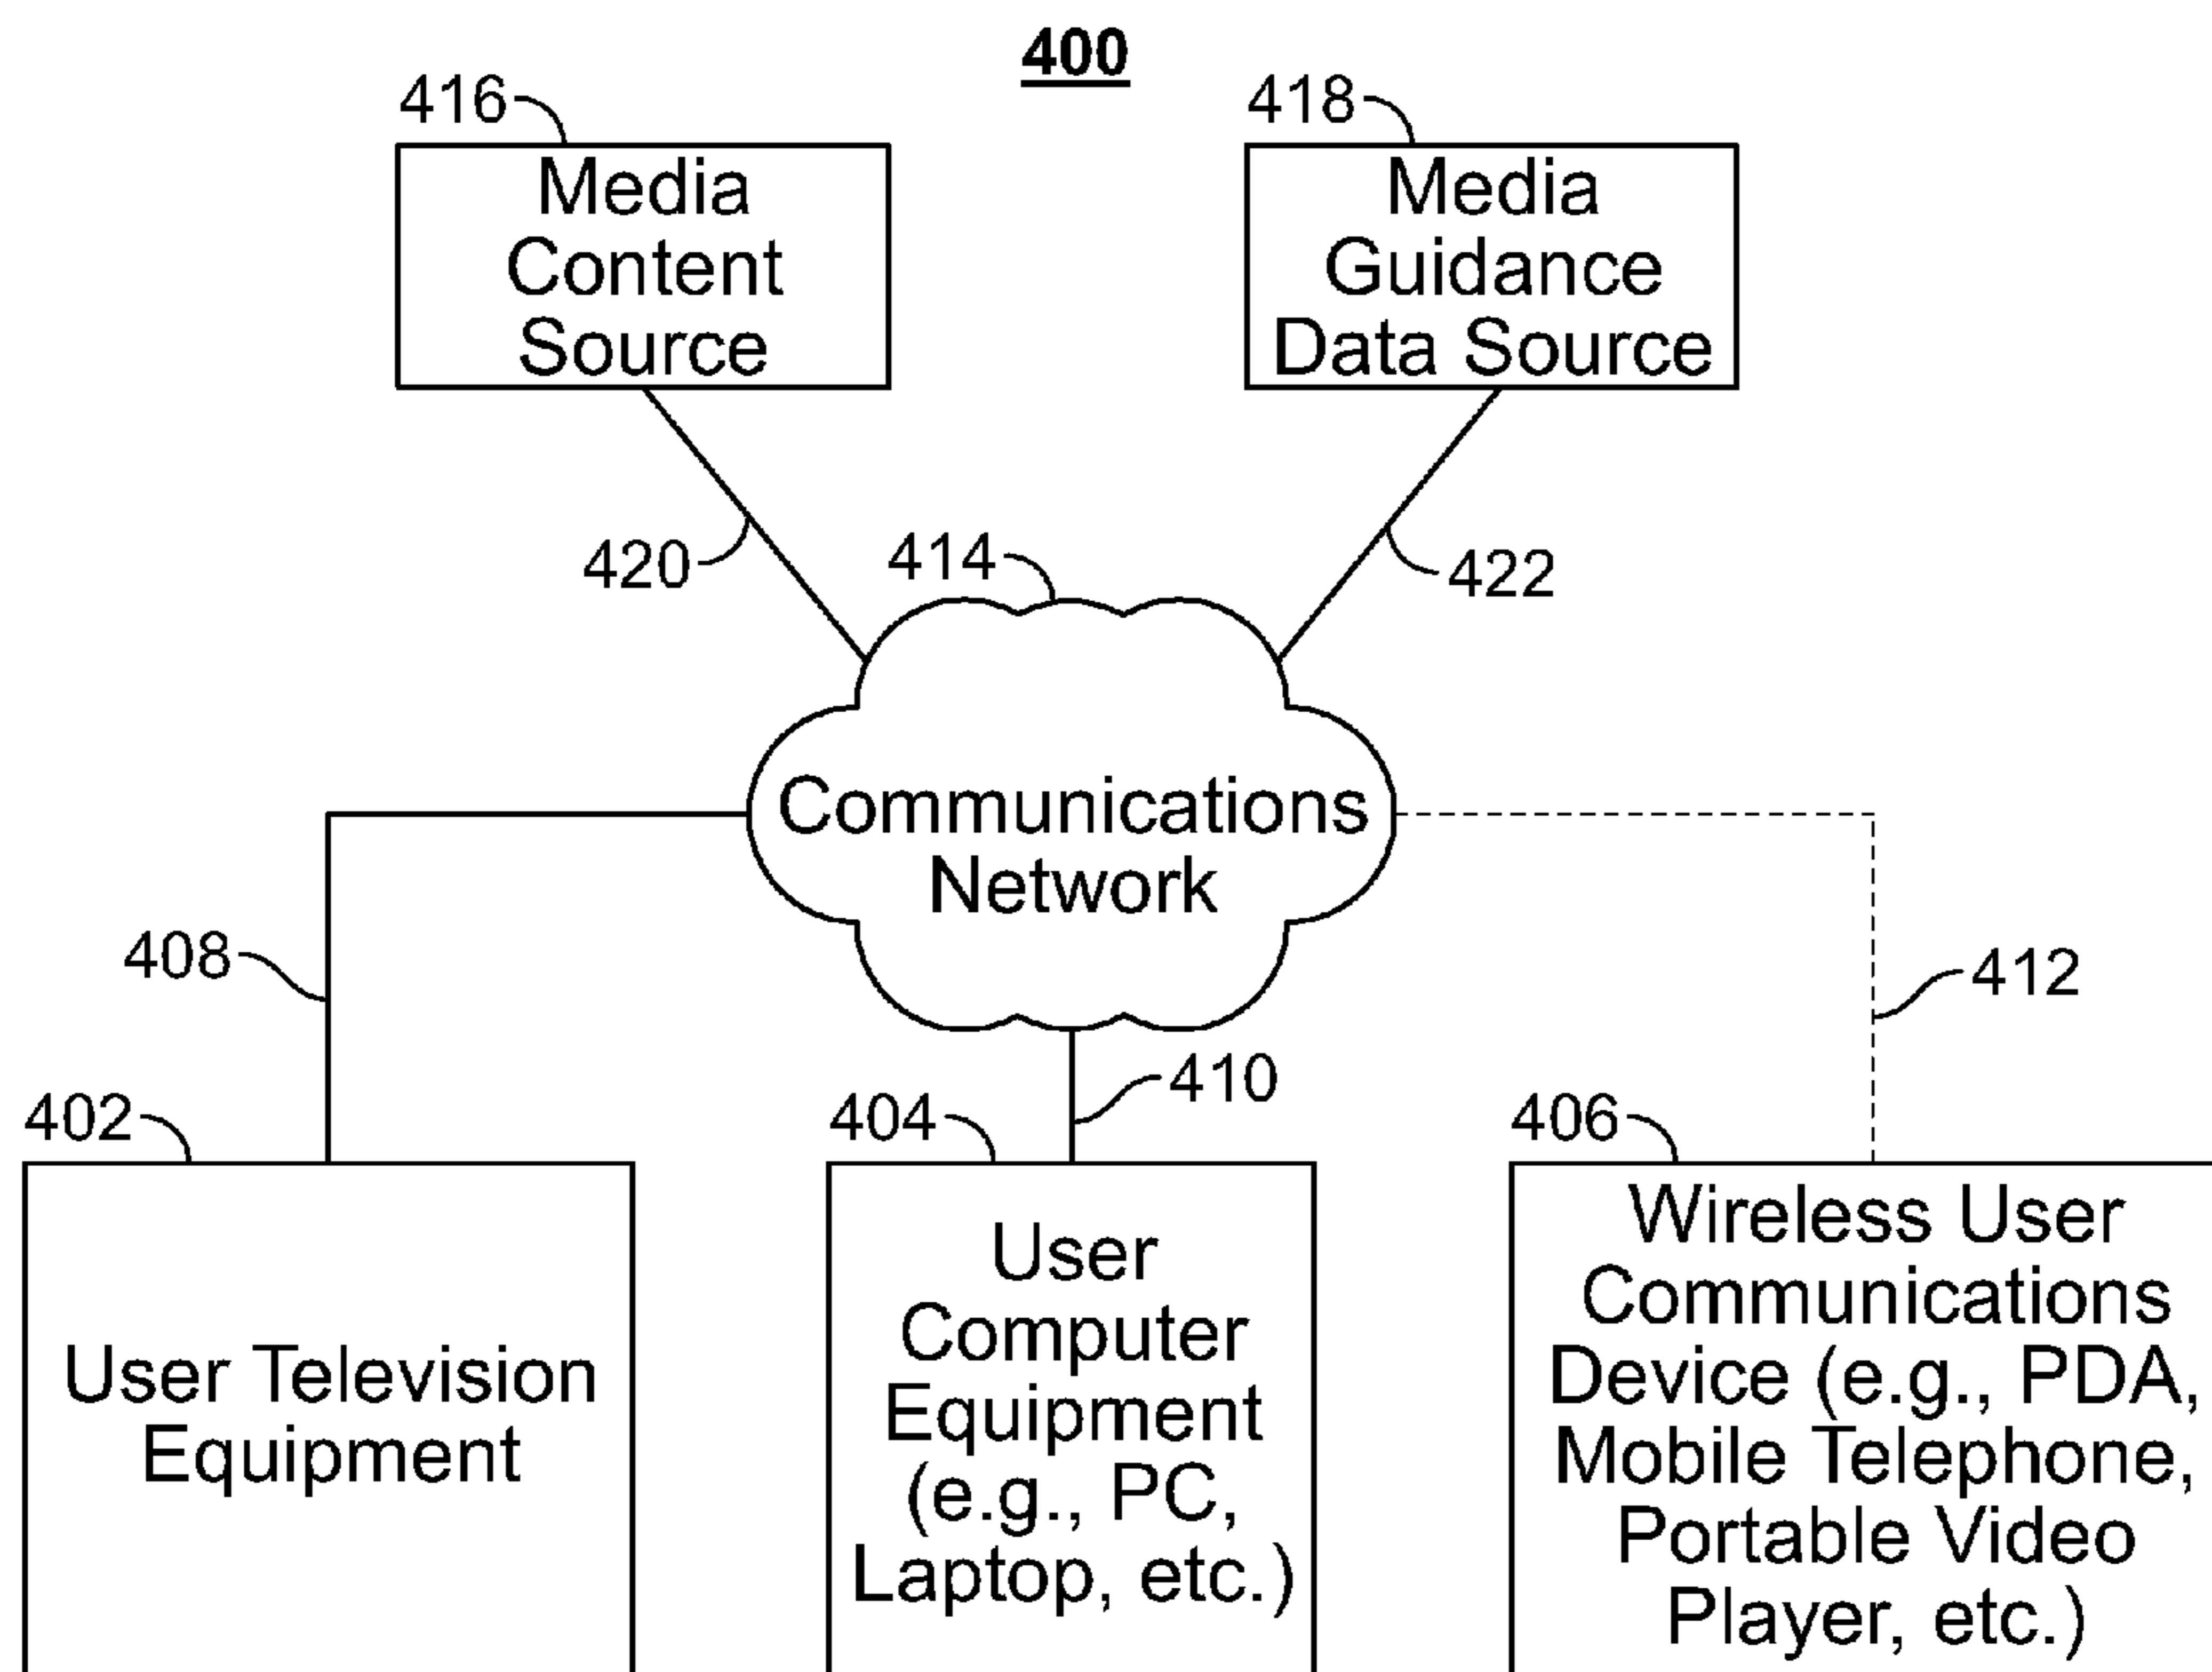 400
416
418
Media
Content
Source
Media
Guidance
Data Source
420
414
422
Communications
Network
408
412
410
402
404
406
User Television
Equipment
User
Computer
Equipment
(e.g., PC,
Laptop, etc.)
Wireless User
Communications
Device (e.g., PDA,
Mobile Telephone,
Portable Video
Player, etc.)